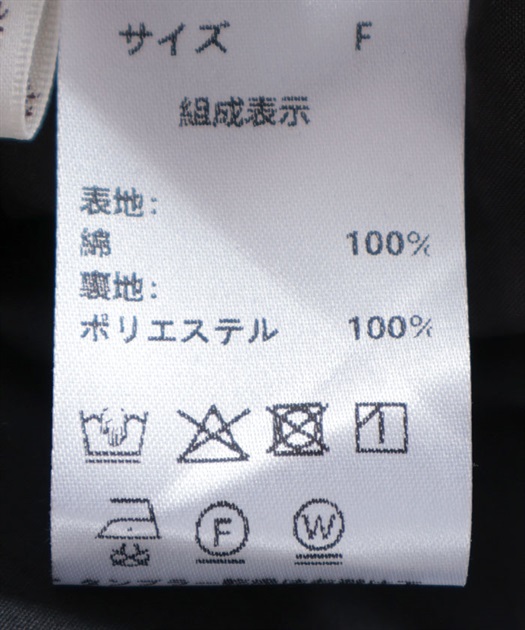 サイズ F
組成表示
表地:
綿 100%
裏地:
ポリエステル 100%
F W